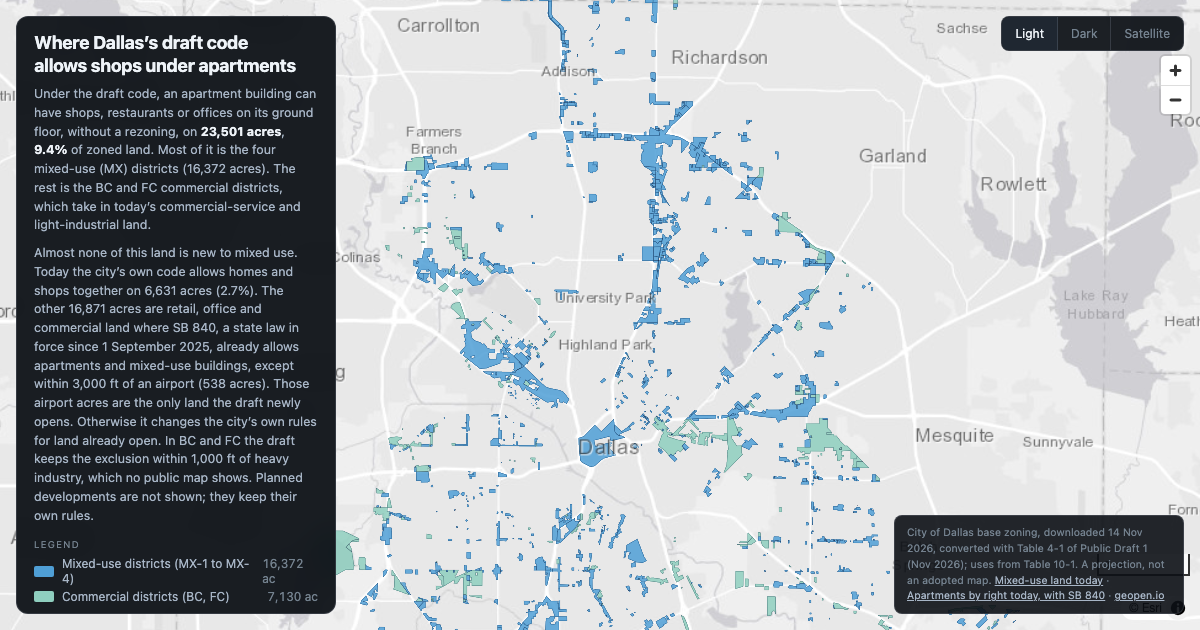 Where Dallas's draft code
allows shops under apartments
Under the draft code, an apartment building can
have shops, restaurants or offices on its ground
floor, without a rezoning, on 23,501 acres,
9.4% of zoned land. Most of it is the four
mixed-use (MX) districts (16,372 acres). The
rest is the BC and FC commercial districts,
which take in today's commercial-service and
light-industrial land.
Almost none of this land is new to mixed use.
Today the city's own code allows homes and
shops together on 6,631 acres (2.7%). The
other 16,871 acres are retail, office and
commercial land where SB 840, a state law in
force since 1 September 2025, already allows
apartments and mixed-use buildings, except
within 3,000 ft of an airport (538 acres). Those
airport acres are the only land the draft newly
opens. Otherwise it changes the city's own rules
for land already open. In BC and FC the draft
keeps the exclusion within 1,000 ft of heavy
industry, which no public map shows. Planned
developments are not shown; they keep their
own rules.
LEGEND
Mixed-use districts (MX-1 to MX-4) 16,372 ac
Commercial districts (BC, FC) 7,130 ac
Light Dark Satellite
+
−
Carrollton
Sachse
Richardson
Addison
Farmers
Branch
Garland
Rowlett
Colinas
University Park
Lake Ray
Hubbard
Heath
Highland Park
Dallas
Mesquite
Sunnyvale
City of Dallas base zoning, downloaded 14 Nov
2026, converted with Table 4-1 of Public Draft 1
(Nov 2026); uses from Table 10-1. A projection, not
an adopted map. Mixed-use land today ·
Apartments by right today, with SB 840 · geopen.io
© Esri